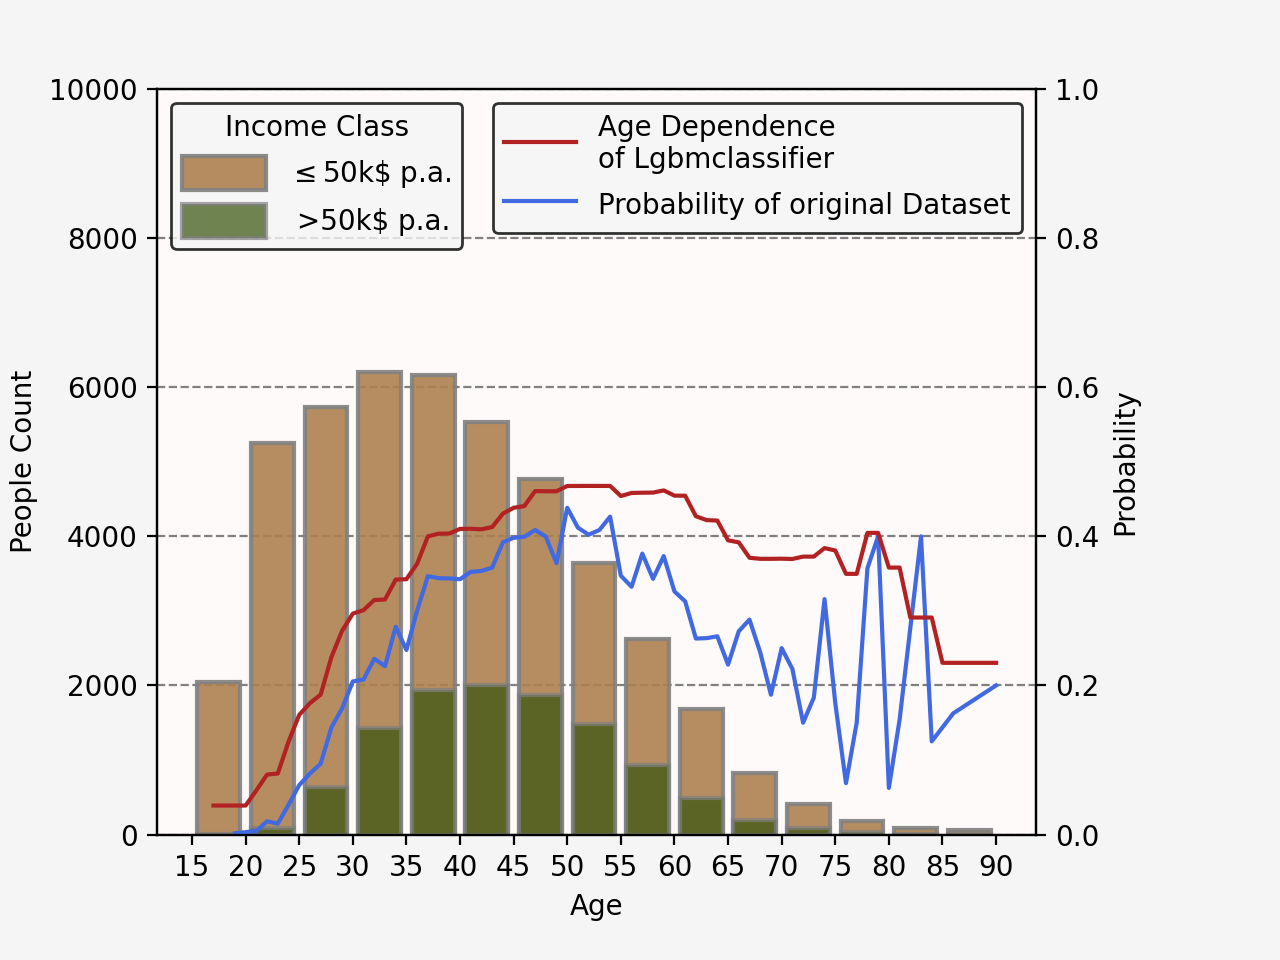 Income Class
≤ 50k$ p.a.
>50k$ p.a.
Age Dependence
of Lgbmclassifier
Probability of original Dataset
People Count
10000
8000
6000
4000
2000
0
1.0
0.8
0.6
0.4
0.2
0.0
Probability
15 20 25 30 35 40 45 50 55 60 65 70 75 80 85 90
Age